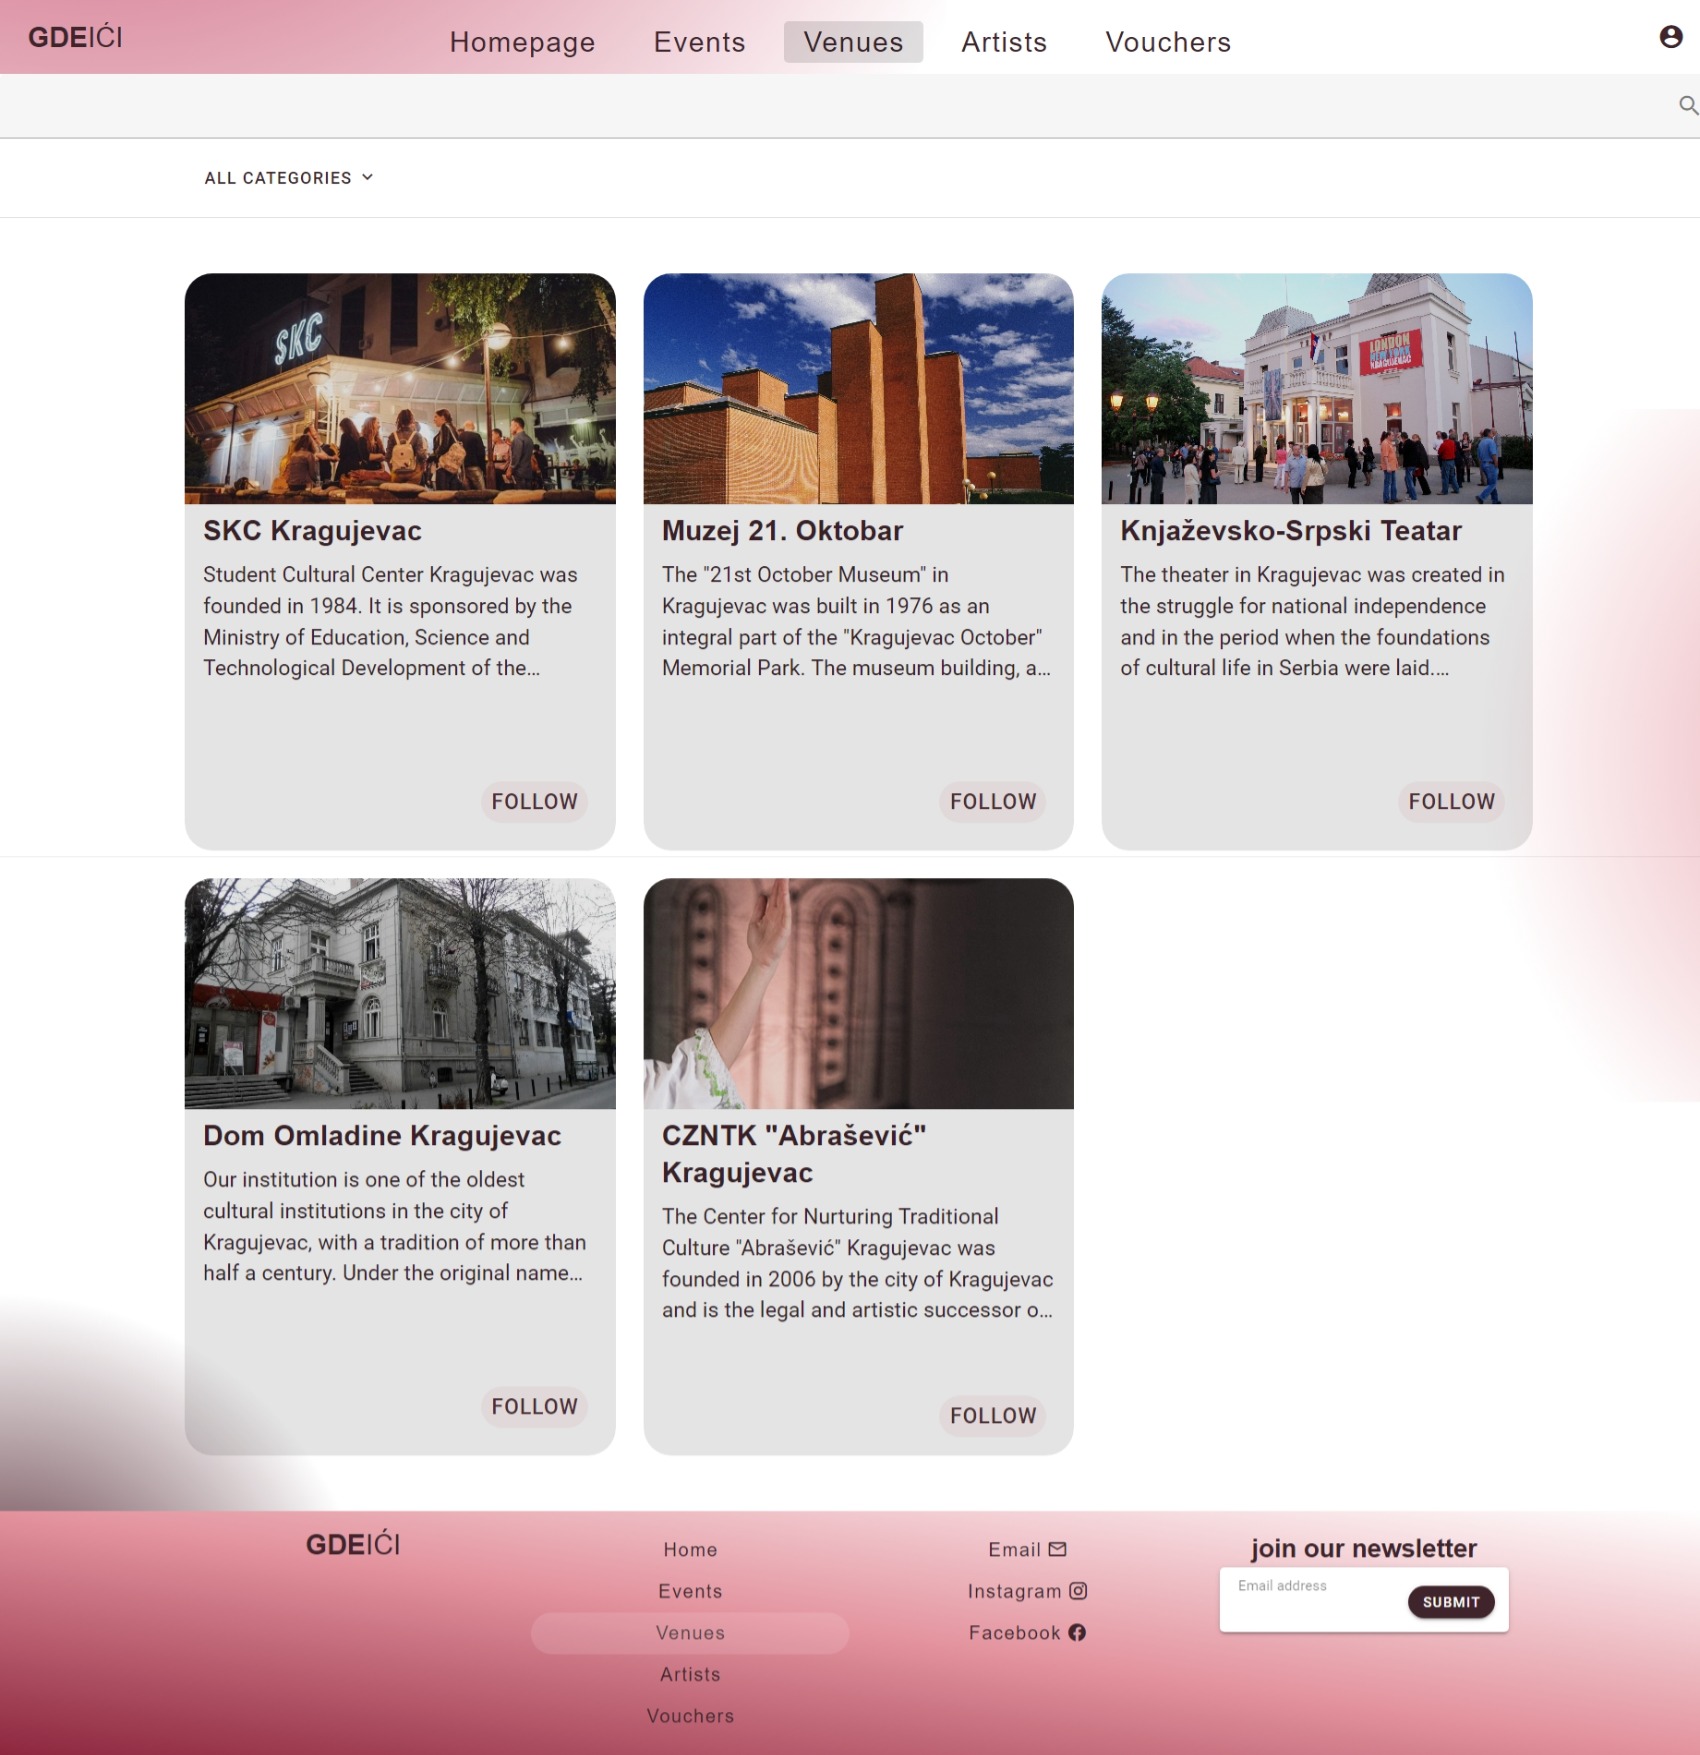 GDEIĆI
Homepage Events Venues Artists Vouchers
ALL CATEGORIES
SKC
SKC Kragujevac
Student Cultural Center Kragujevac was
founded in 1984. It is sponsored by the
Ministry of Education, Science and
Technological Development of the...
FOLLOW
Muzej 21. Oktobar
The "21st October Museum" in
Kragujevac was built in 1976 as an
integral part of the "Kragujevac October"
Memorial Park. The museum building, a...
FOLLOW
LONDON
NEW YORK
KRAGUJEVAC
Knjaževsko-Srpski Teatar
The theater in Kragujevac was created in
the struggle for national independence
and in the period when the foundations
of cultural life in Serbia were laid....
FOLLOW
Dom Omladine Kragujevac
Our institution is one of the oldest
cultural institutions in the city of
Kragujevac, with a tradition of more than
half a century. Under the original name...
FOLLOW
CZNTK "Abrašević"
Kragujevac
The Center for Nurturing Traditional
Culture "Abrašević" Kragujevac was
founded in 2006 by the city of Kragujevac
and is the legal and artistic successor o...
FOLLOW
GDEIĆI
Home
Events
Venues
Artists
Vouchers
Email
Instagram
Facebook
join our newsletter
Email address
SUBMIT